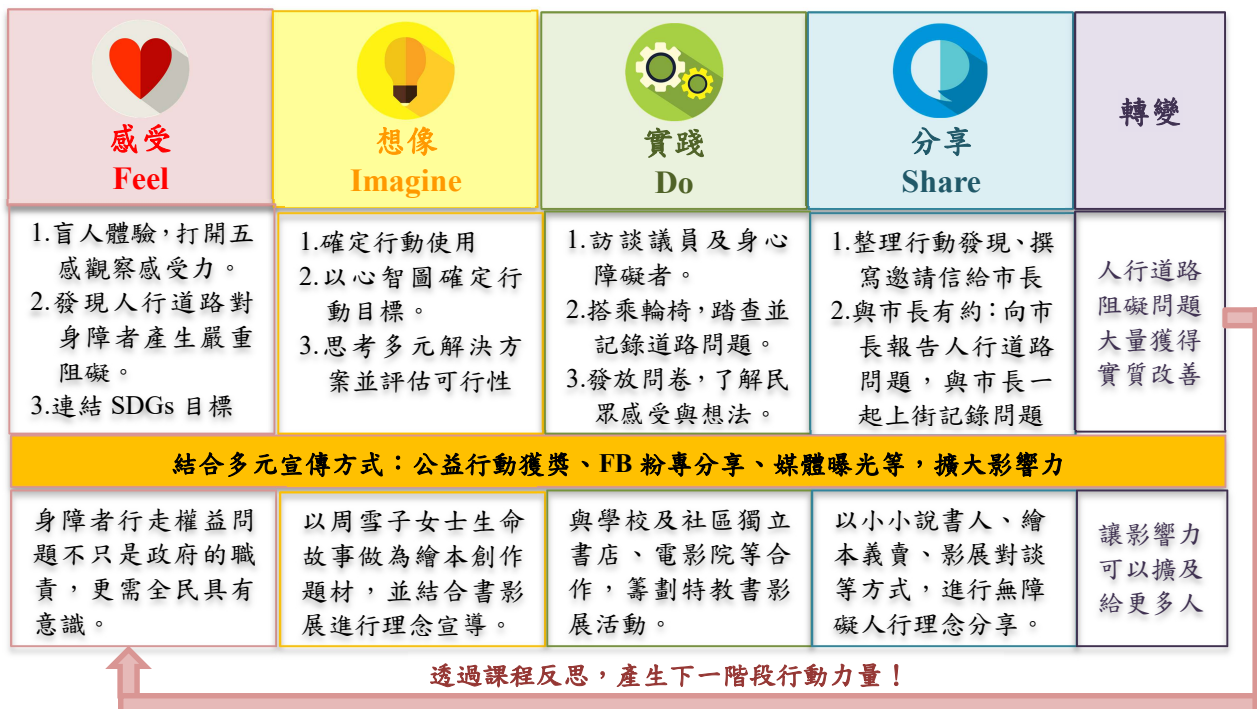 感受
Feel
想像
Imagine
實踐
Do
分享
Share
轉變
1.盲人體驗，打開五
感觀察感受力。
2.發現人行道路對
身障者產生嚴重
阻礙。
3.連結 SDGs 目標
1.確定行動使用
2.以心智圖確定行
動目標。
3.思考多元解決方
案並評估可行性
1.訪談議員及身心
障礙者。
2.搭乘輪椅，踏查並
記錄道路問題。
3.發放問卷，了解民
眾感受與想法。
1.整理行動發現、撰
寫邀請信給市長
2.與市長有約：向市
長報告人行道路
問題，與市長一
起上街記錄問題
人行道路
阻礙問題
大量獲得
實質改善
結合多元宣傳方式：公益行動獲獎、FB 粉專分享、媒體曝光等，擴大影響力
身障者行走權益問
題不只是政府的職
責，更需全民具有
意識。
以周雪子女士生命
故事做為繪本創作
題材，並結合書影
展進行理念宣導。
與學校及社區獨立
書店、電影院等合
作，籌劃特教書影
展活動。
以小小說書人、繪
本義賣、影展對談
等方式，進行無障
礙人行理念分享。
讓影響力
可以擴及
給更多人
透過課程反思，產生下一階段行動力量！